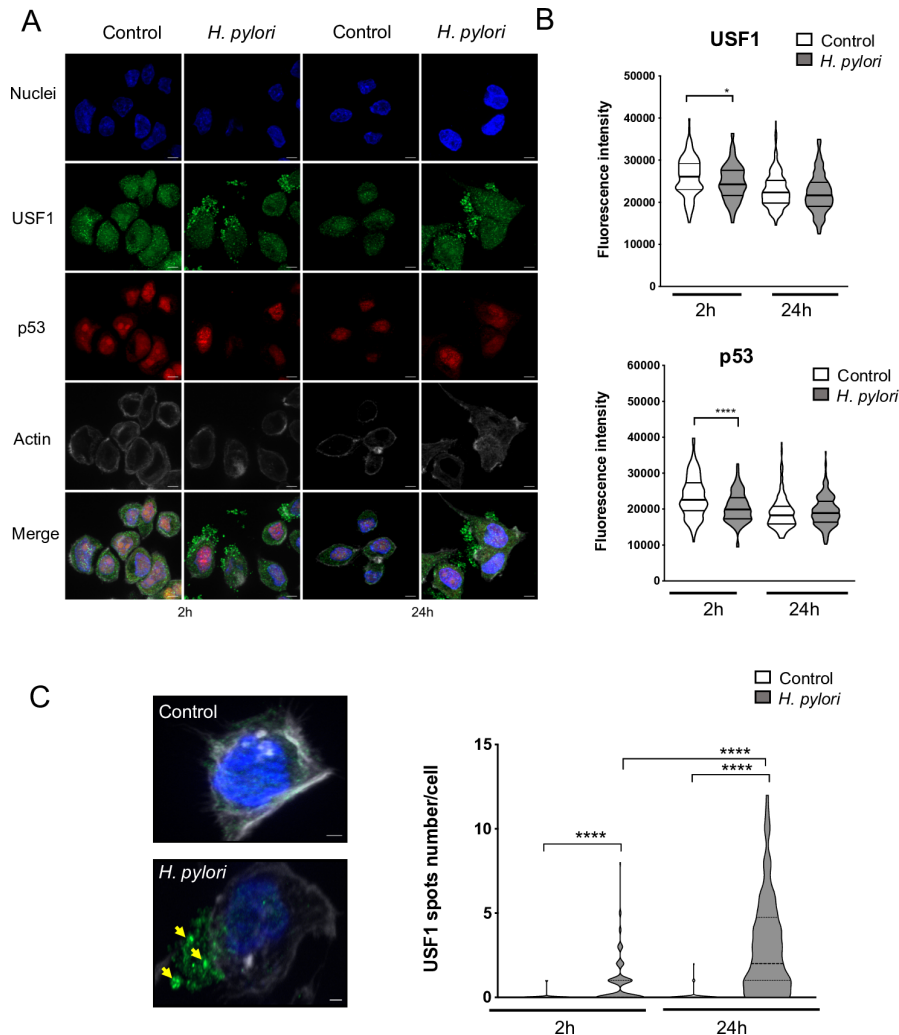 A
Control H. pylori Control H. pylori
Nuclei
USF1
p53
Actin
Merge
2h 24h
B
USF1
Control
H. pylori
Fluorescence intensity
50000
40000
30000
20000
10000
0
*
2h 24h
p53
Control
H. pylori
Fluorescence intensity
60000
50000
40000
30000
20000
10000
0
****
2h 24h
C
Control
H. pylori
Control
H. pylori
USF1 spots number/cell
15
10
5
0
****
****
****
2h 24h